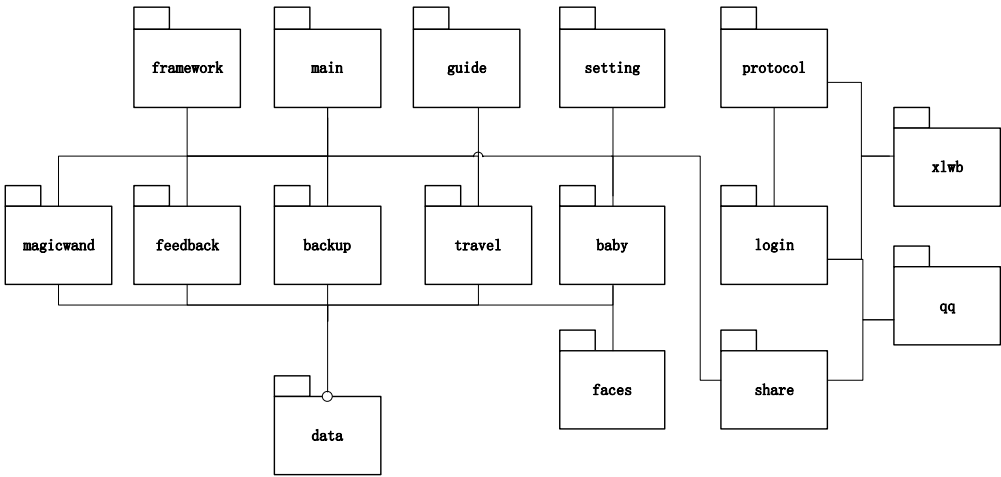 framework
main
guide
setting
protocol
xlwb
magicwand
feedback
backup
travel
baby
login
qq
faces
share
data